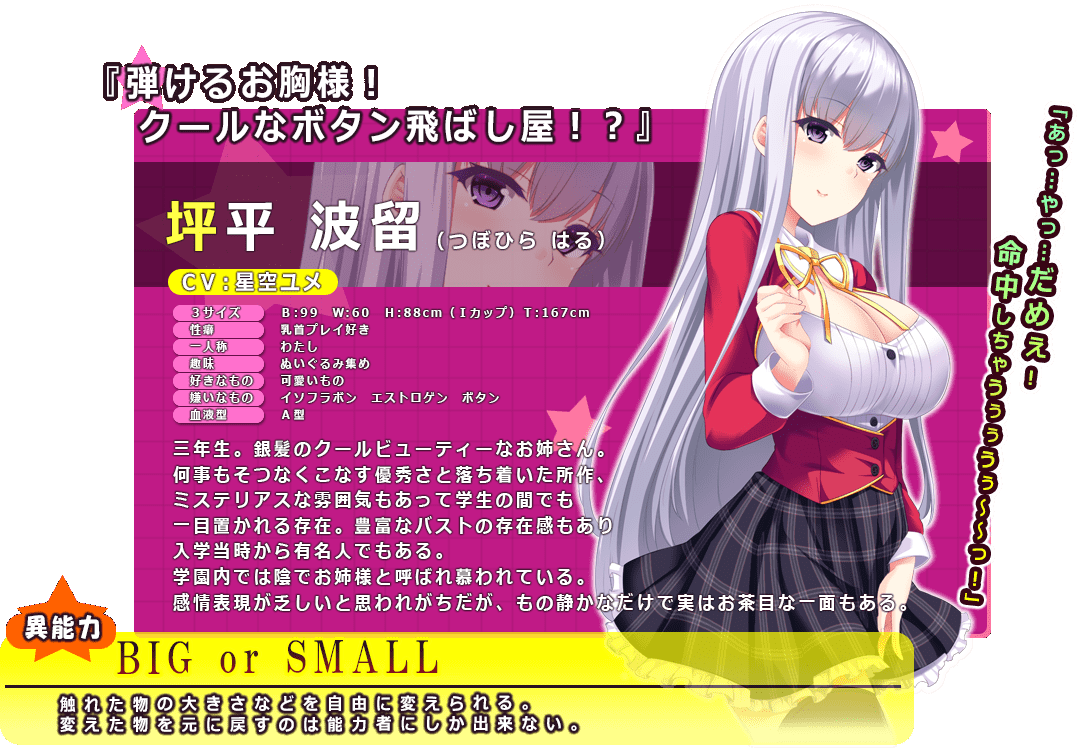 『弾けるお胸様！
クールなボタン飛ばし屋！？』
坪平 波留（つぼひら はる）
CV：星空ユメ
3サイズ B：99 W：60 H：88cm（Iカップ）T：167cm
性癖 乳首プレイ好き
一人称 わたし
趣味 ぬいぐるみ集め
好きなもの 可愛いもの
嫌いなもの イソフラボン エストロゲン ボタン
血液型 A型
三年生。銀髪のクールビューティーなお姉さん。
何事もそつなくこなす優秀さと落ち着いた所作、
ミステリアスな雰囲気もあって学生の間でも
一目置かれる存在。豊富なバストの存在感もあり
入学当時から有名人でもある。
学園内では陰でお姉様と呼ばれ慕われている。
感情表現が乏しいと思われがちだが、もの静かなだけで実はお茶目な一面もある。
『あっ…やっ…だめぇ！
命中しちゃうぅぅううぅ～～っ！』
異能力
BIG or SMALL
触れた物の大きさなどを自由に変えられる。
変えた物を元に戻すのは能力者にしか出来ない。